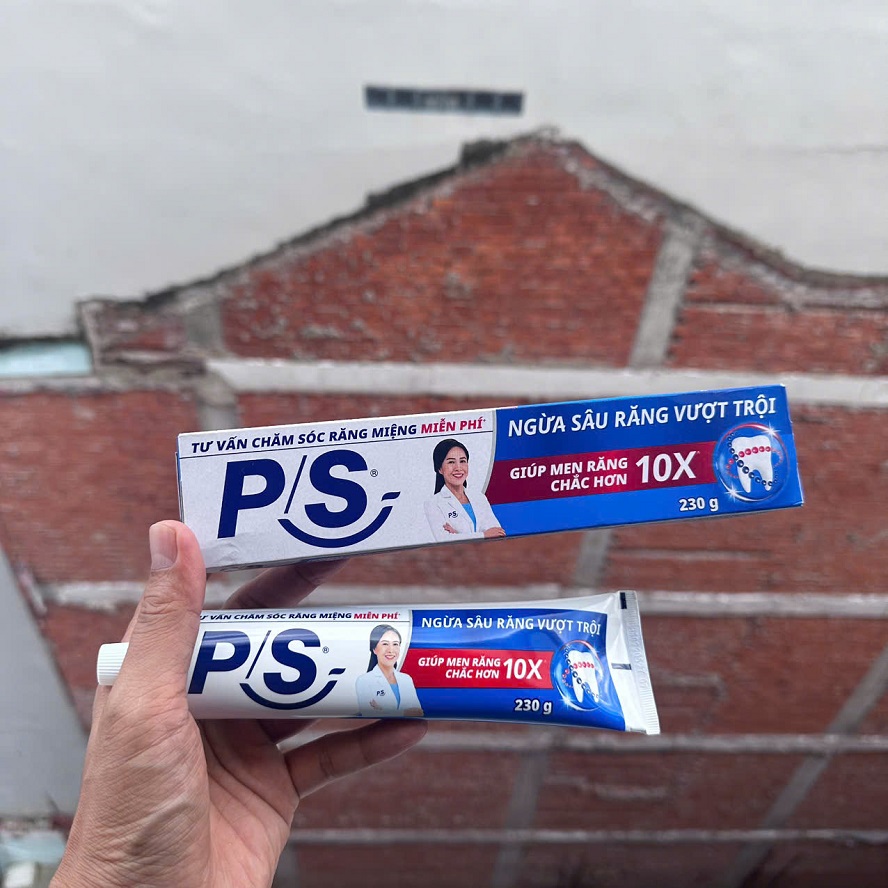 TƯ VẤN CHĂM SÓC RĂNG MIỆNG MIỄN PHÍ*
P/S®
P/S
NGỪA SÂU RĂNG VƯỢT TRỘI
GIÚP MEN RĂNG
CHẮC HƠN 10X*
230 g
TƯ VẤN CHĂM SÓC RĂNG MIỆNG MIỄN PHÍ*
P/S®
P/S
NGỪA SÂU RĂNG VƯỢT TRỘI
GIÚP MEN RĂNG
CHẮC HƠN 10X
230 g